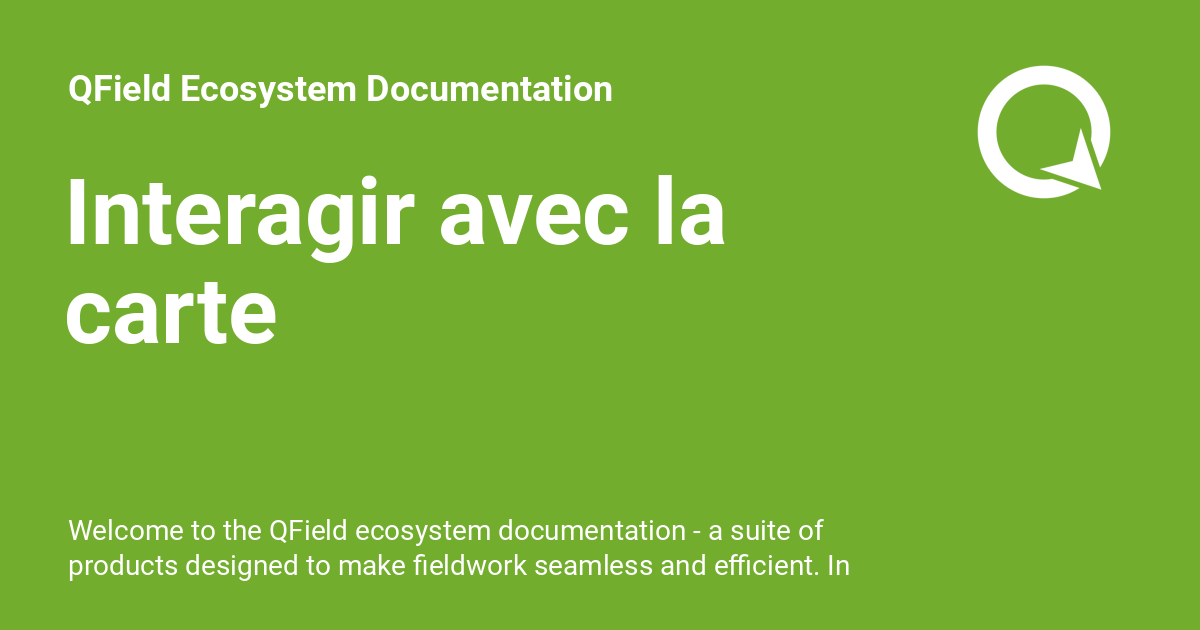 QField Ecosystem Documentation
Interagir avec la
carte
Welcome to the QField ecosystem documentation - a suite of
products designed to make fieldwork seamless and efficient. In